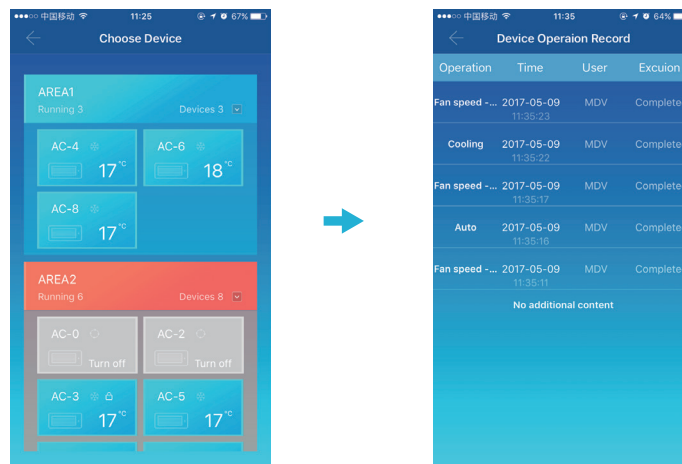 中国移动 11:25 67%
Choose Device
AREA1
Running 3 Devices 3
AC-4 AC-6
17°C 18°C
AC-8
17°C
AREA2
Running 6 Devices 8
AC-0 AC-2
Turn off Turn off
AC-3 AC-5
17°C 17°C
中国移动 11:35 64%
Device Operaion Record
Operation Time User Excuion
Fan speed -... 2017-05-09 MDV Complete
11:35:23
Cooling 2017-05-09 MDV Complete
11:35:22
Fan speed -... 2017-05-09 MDV Complete
11:35:17
Auto 2017-05-09 MDV Complete
11:35:16
Fan speed -... 2017-05-09 MDV Complete
11:35:11
No additional content